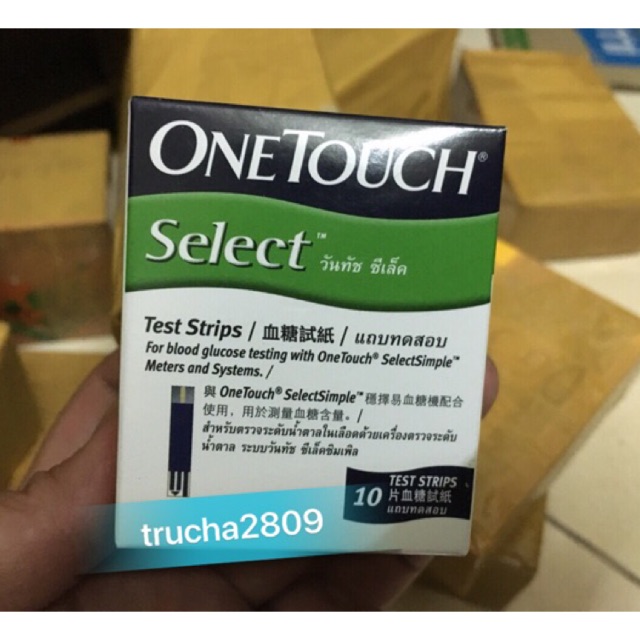 ONETOUCH®
Select™ วันทัช ซีเล็ค
Test Strips / 血糖試紙 / แถบทดสอบ
For blood glucose testing with OneTouch® SelectSimple™
Meters and Systems. /
與 OneTouch® SelectSimple™ 穩擇易血糖機配合
使用，用於測量血糖含量。/
สำหรับตรวจระดับน้ำตาลในเลือดด้วยเครื่องตรวจระดับ
น้ำตาล ระบบวันทัช ซีเล็คซิมเพิล
10 TEST STRIPS
片血糖試紙
แถบทดสอบ
trucha2809